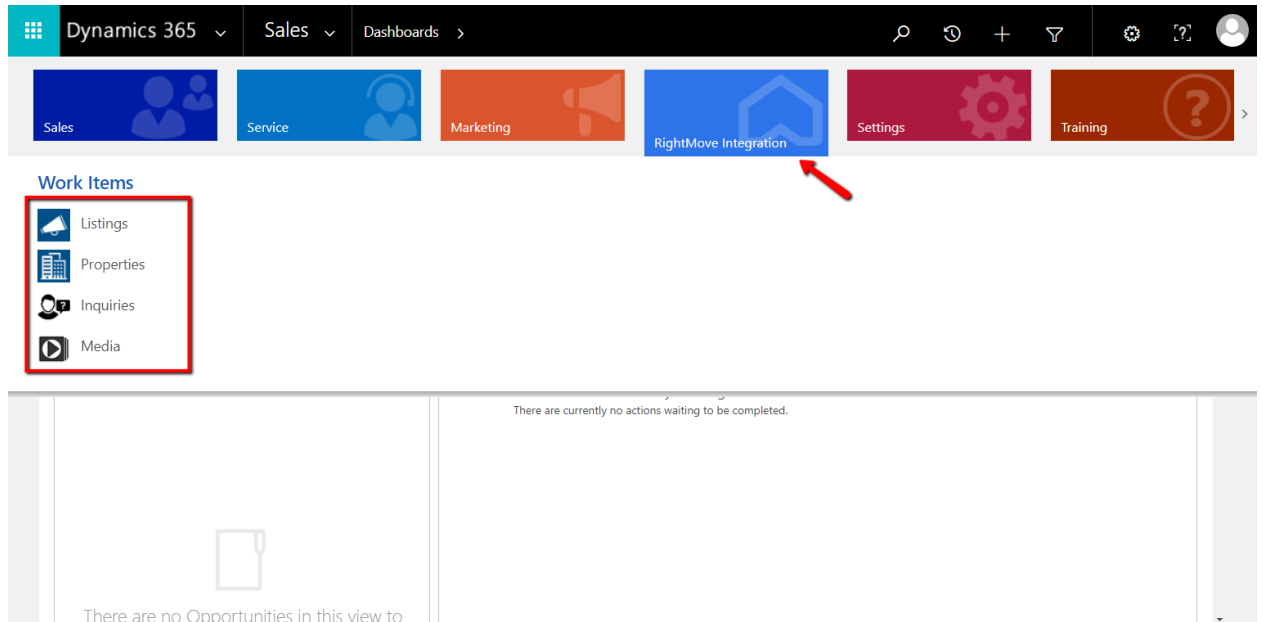 Dynamics 365 Sales Dashboards
[?]
Sales Service Marketing RightMove Integration Settings Training
?
Work Items
Listings
Properties
Inquiries
Media
There are currently no actions waiting to be completed.
There are no Opportunities in this view to